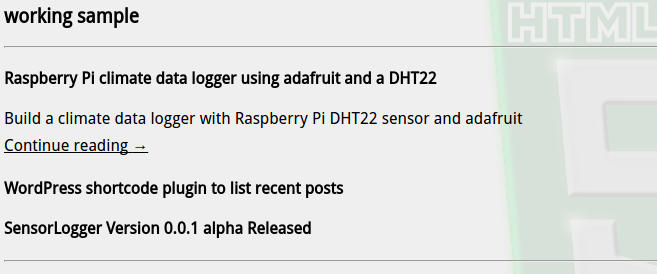 HTML
working sample
Raspberry Pi climate data logger using adafruit and a DHT22
Build a climate data logger with Raspberry Pi DHT22 sensor and adafruit
Continue reading →
WordPress shortcode plugin to list recent posts
SensorLogger Version 0.0.1 alpha Released